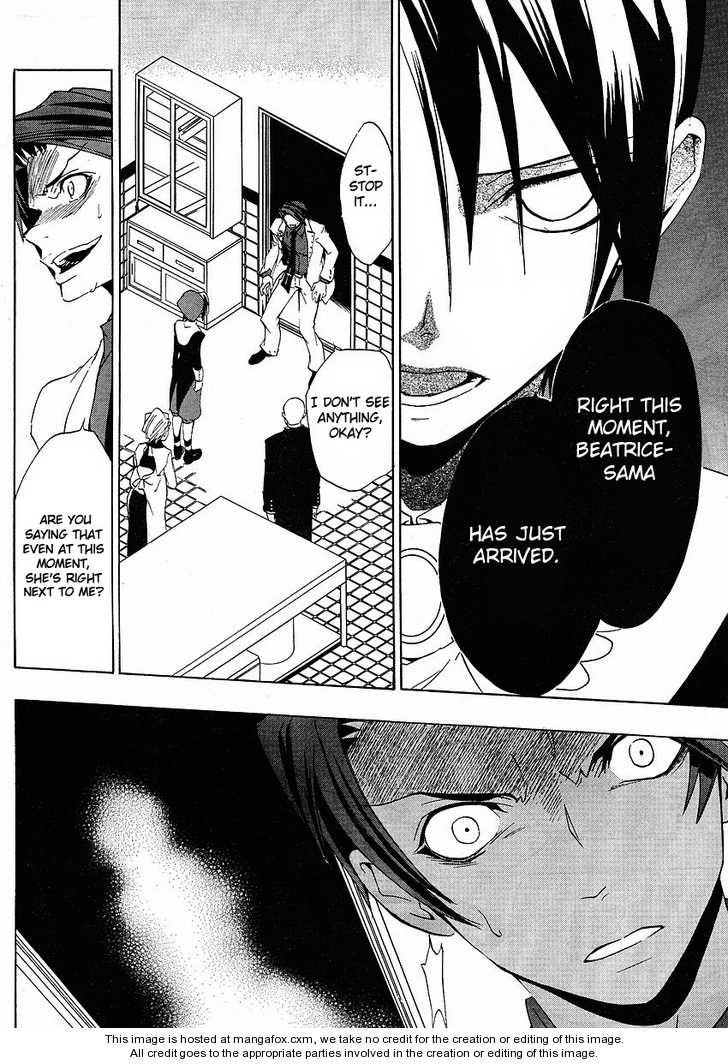 RIGHT THIS
MOMENT,
BEATRICE-
SAMA
HAS JUST
ARRIVED.
ST-
STOP
IT...
I DON'T SEE
ANYTHING,
OKAY?
ARE YOU
SAYING THAT
EVEN AT THIS
MOMENT,
SHE'S RIGHT
NEXT TO ME?
This image is hosted at mangafox.cxm, we take no credit for the creation or editing of this image.
All credit goes to the appropriate parties involved in the creation or editing of this image.